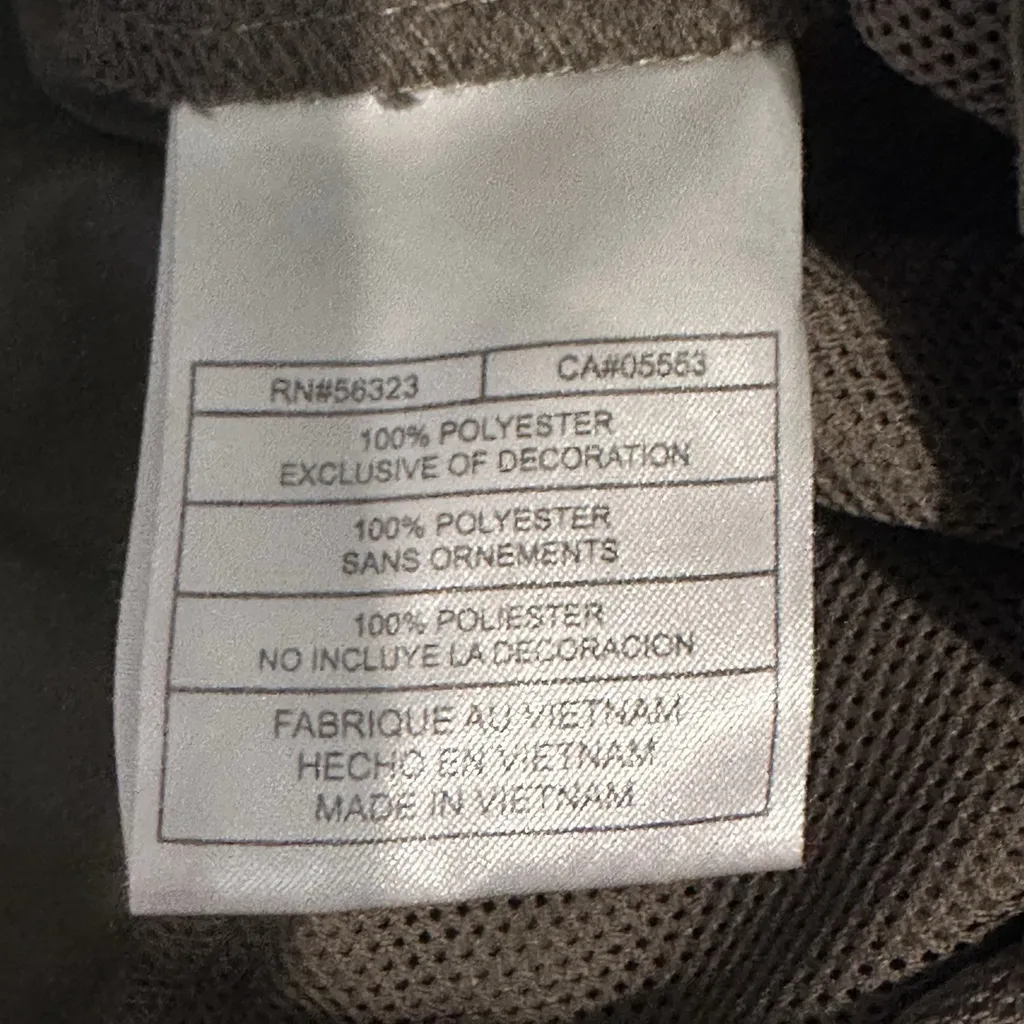 RN#56323 CA#05553
100% POLYESTER
EXCLUSIVE OF DECORATION
100% POLYESTER
SANS ORNEMENTS
100% POLIESTER
NO INCLUYE LA DECORACION
FABRIQUE AU VIETNAM
HECHO EN VIETNAM
MADE IN VIETNAM